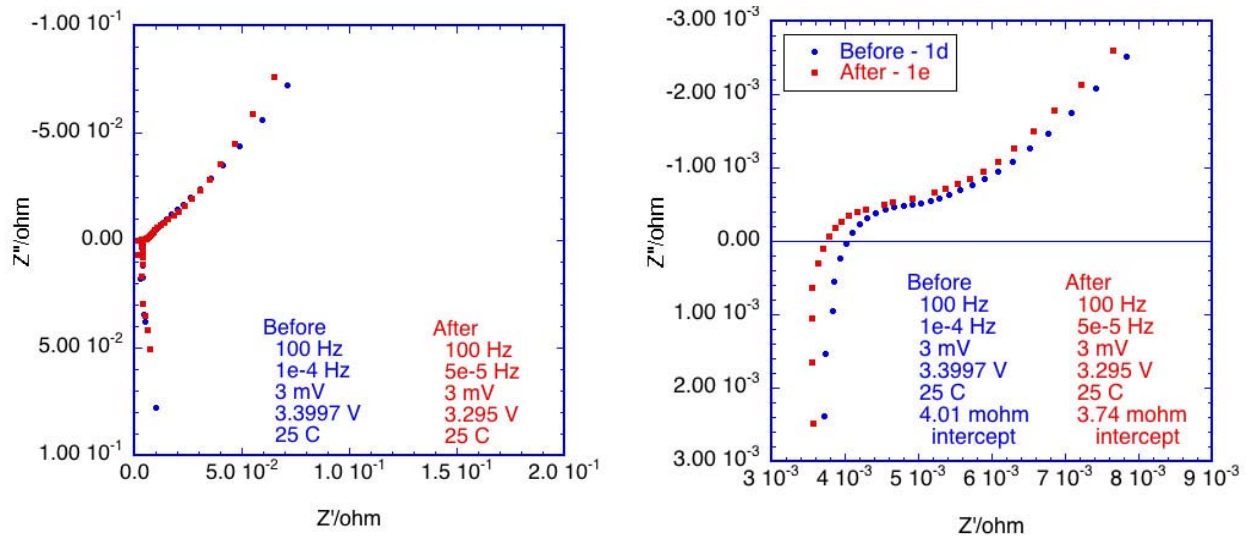 -1.00 10-1
-5.00 10-2
0.00
5.00 10-2
1.00 10-1
Z"/ohm
0.0 5.00 10-2 1.00 10-1 1.50 10-1 2.00 10-1
Z'/ohm
Before
100 Hz
1e-4 Hz
3 mV
3.3997 V
25 C
After
100 Hz
5e-5 Hz
3 mV
3.295 V
25 C
-3.00 10-3
-2.00 10-3
-1.00 10-3
0.00
1.00 10-3
2.00 10-3
3.00 10-3
Z"/ohm
Before - 1d
After - 1e
Before
100 Hz
1e-4 Hz
3 mV
3.3997 V
25 C
4.01 mohm
intercept
After
100 Hz
5e-5 Hz
3 mV
3.295 V
25 C
3.74 mohm
intercept
3 10-3 4 10-3 5 10-3 6 10-3 7 10-3 8 10-3 9 10-3
Z'/ohm